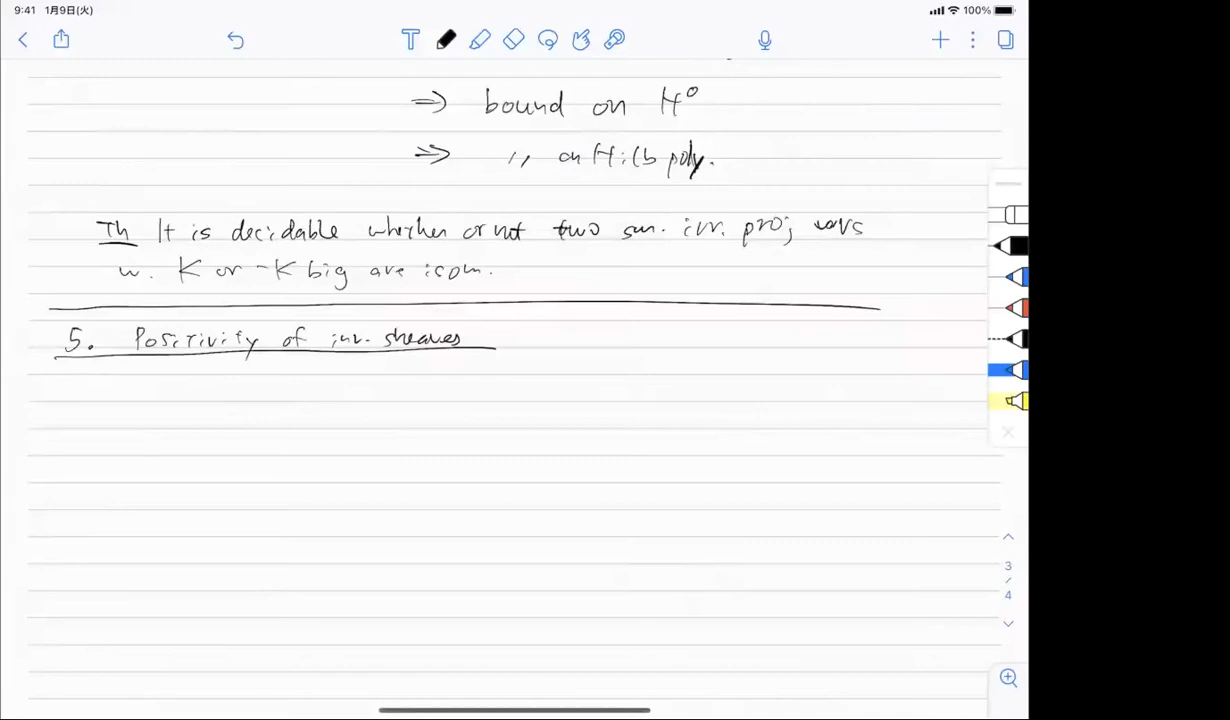 9:41 1月9日(火)
100%
⇒ bound on H⁰
⇒ 〃 on Hilb poly.
Th It is decidable whether or not two sm. irr. proj vars
w. K or -K big are isom.
5. Positivity of inv. sheaves
3
/
4